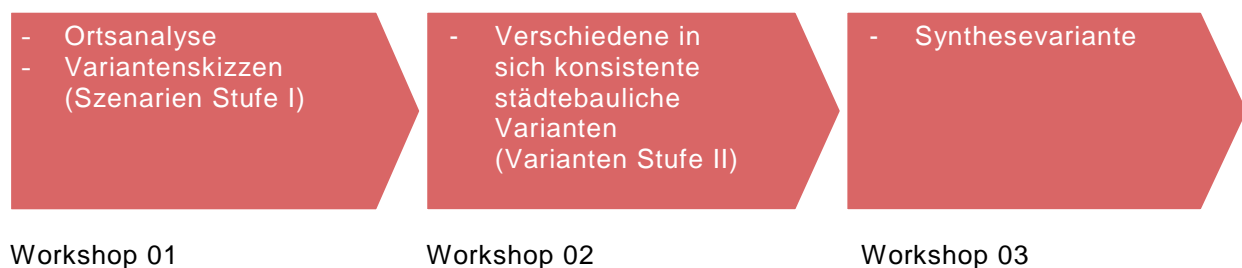 - Ortsanalyse
- Variantenskizzen
(Szenarien Stufe I)
- Verschiedene in
sich konsistente
städtebauliche
Varianten
(Varianten Stufe II)
- Synthesevariante
Workshop 01
Workshop 02
Workshop 03